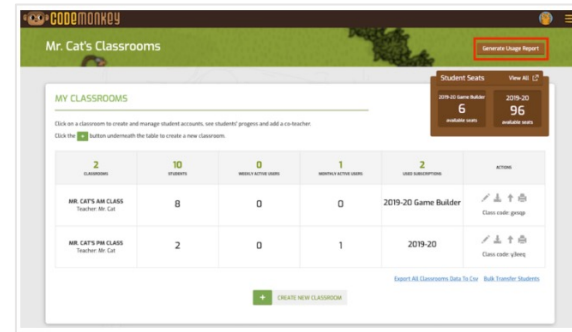 CODEMONKEY
Mr. Cat's Classrooms
Generate Usage Report
Student Seats
View All
2019-20 Game Builder
6
available seats
2019-20
96
available seats
MY CLASSROOMS
Click on a classroom to create and manage student accounts, see students' progess and add a co-teacher.
Click the + button underneath the table to create a new classroom.
2
CLASSROOMS
10
STUDENTS
0
WEEKLY ACTIVE USERS
1
MONTHLY ACTIVE USERS
2
USED SUBSCRIPTIONS
ACTIONS
MR. CAT'S AM CLASS
Teacher: Mr. Cat
8
0
0
2019-20 Game Builder
Class code:
MR. CAT'S PM CLASS
Teacher: Mr. Cat
2
0
1
2019-20
Class code:
Export All Classrooms Data To Csv
Bulk Transfer Students
+ CREATE NEW CLASSROOM